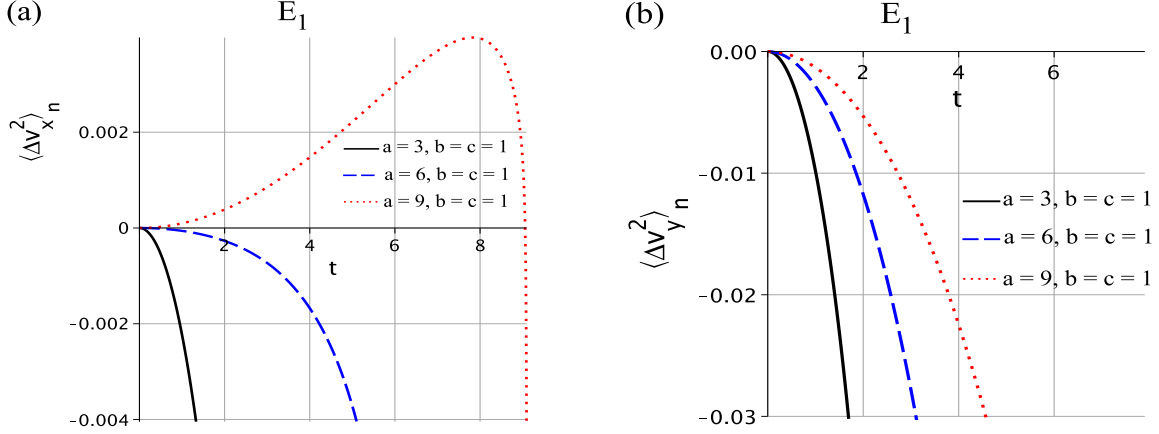 (a)
E1
⟨Δv²x⟩n
0.002
0
-0.002
-0.004
2
4
6
8
t
a = 3, b = c = 1
a = 6, b = c = 1
a = 9, b = c = 1
(b)
E1
⟨Δv²y⟩n
0.00
-0.01
-0.02
-0.03
2
4
6
t
a = 3, b = c = 1
a = 6, b = c = 1
a = 9, b = c = 1